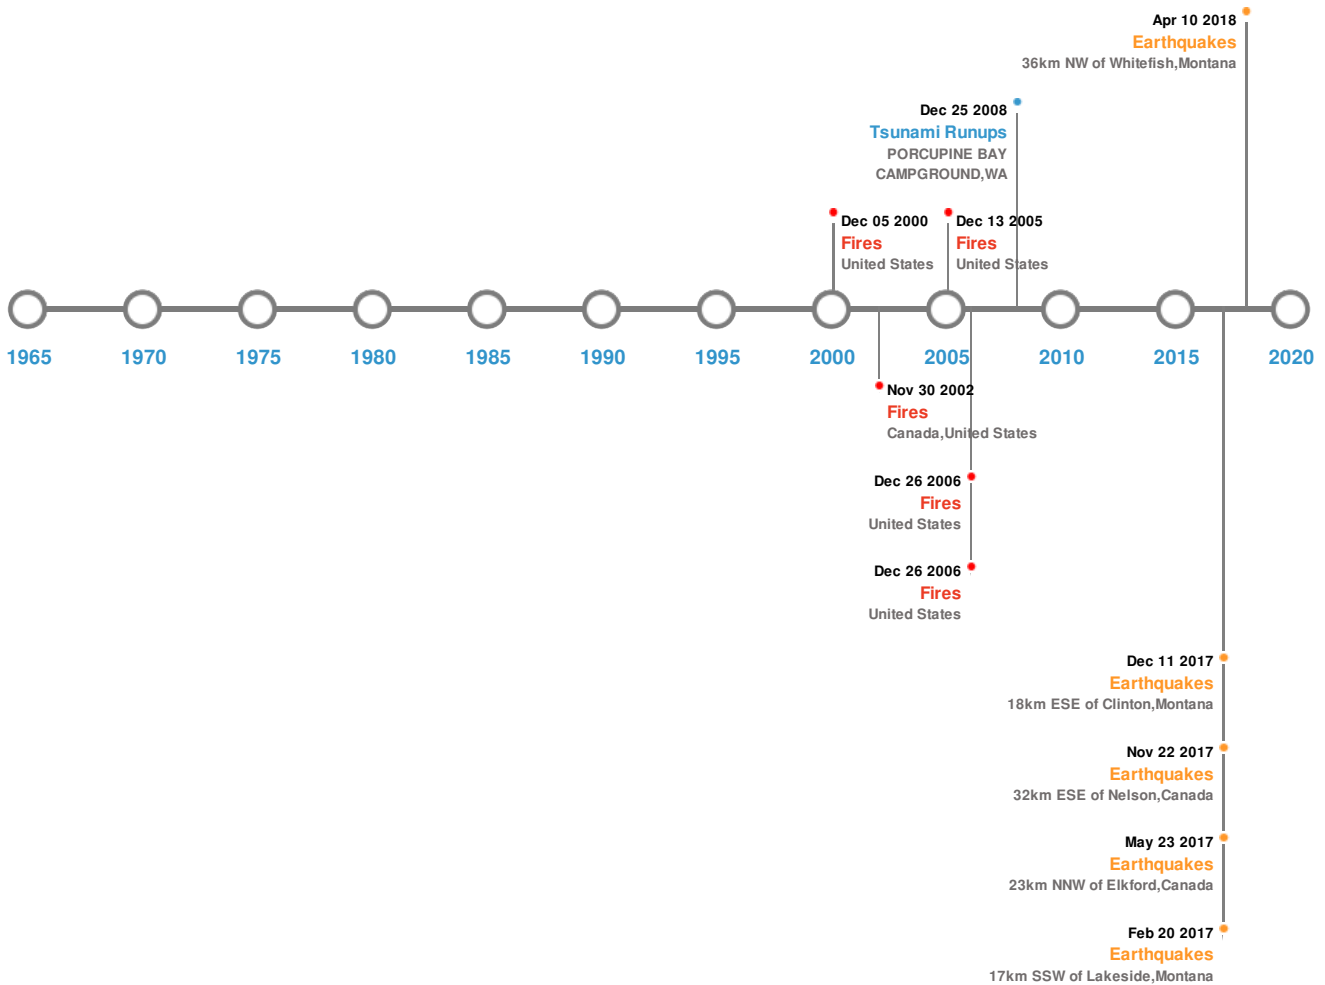 Apr 10 2018
Earthquakes
36km NW of Whitefish,Montana
Dec 25 2008
Tsunami Runups
PORCUPINE BAY
CAMPGROUND,WA
Dec 05 2000
Fires
United States
Dec 13 2005
Fires
United States
1965 1970 1975 1980 1985 1990 1995 2000 2005 2010 2015 2020
Nov 30 2002
Fires
Canada,United States
Dec 26 2006
Fires
United States
Dec 26 2006
Fires
United States
Dec 11 2017
Earthquakes
18km ESE of Clinton,Montana
Nov 22 2017
Earthquakes
32km ESE of Nelson,Canada
May 23 2017
Earthquakes
23km NNW of Elkford,Canada
Feb 20 2017
Earthquakes
17km SSW of Lakeside,Montana